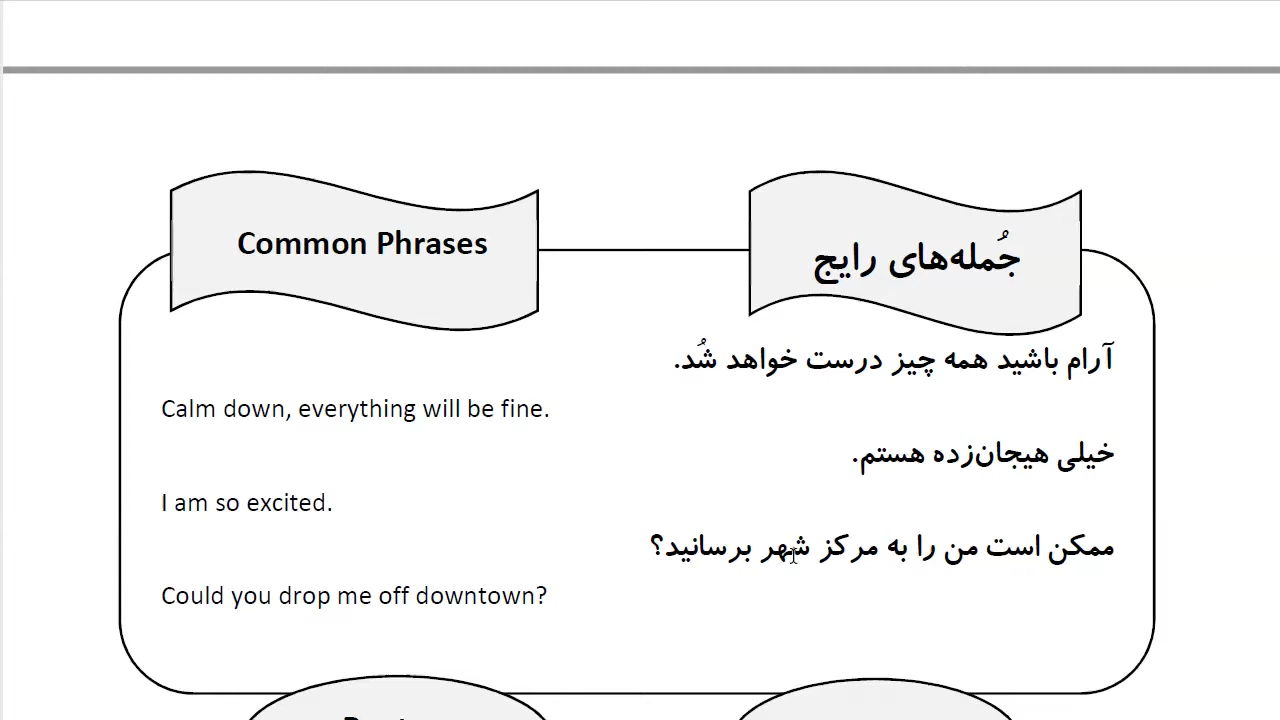 Common Phrases
جُمله‌های رایج
آرام باشید همه چیز درست خواهد شُد.
Calm down, everything will be fine.
خیلی هیجان‌زده هستم.
I am so excited.
ممکن است من را به مرکز شهر برسانید؟
Could you drop me off downtown?